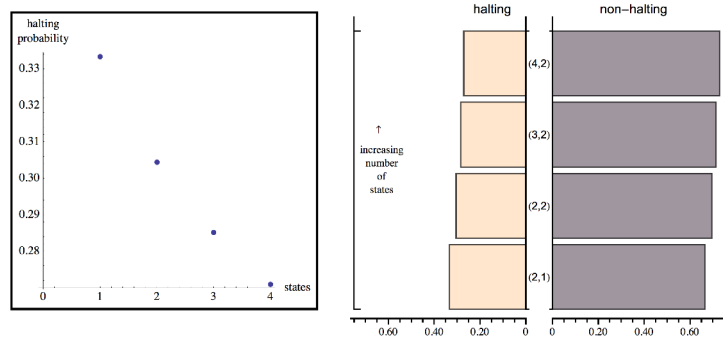 halting
probability
0.33
0.32
0.31
0.30
0.29
0.28
0 1 2 3 4 states
halting non–halting
(4,2)
(3,2)
(2,2)
(2,1)
↑
increasing
number
of
states
0.60 0.40 0.20 0 0 0.20 0.40 0.60